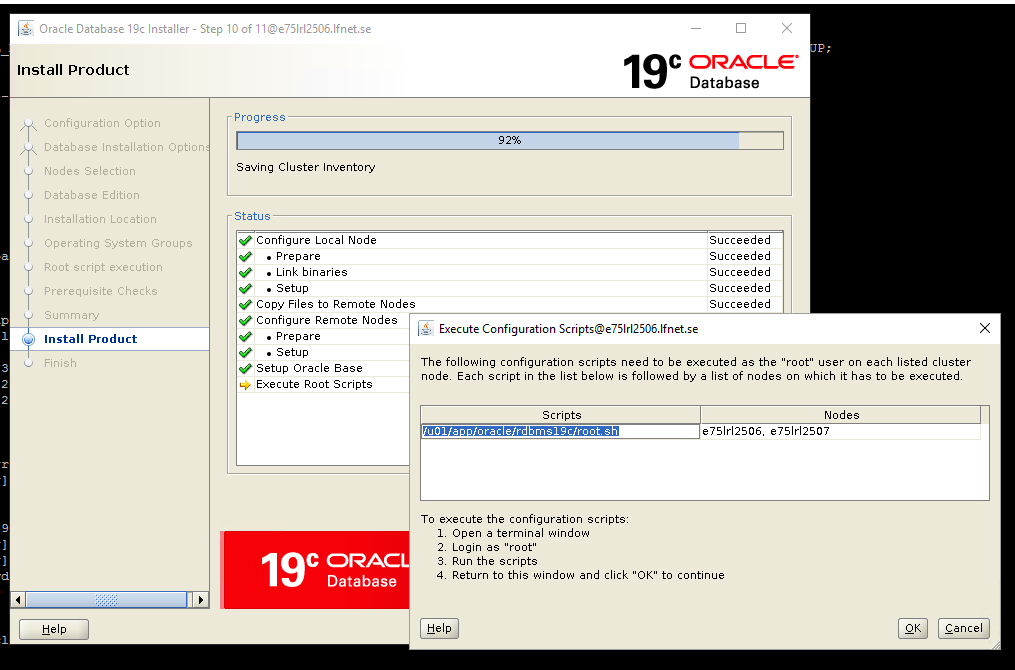 Oracle Database 19c Installer - Step 10 of 11@e75lrl2506.lfnet.se
UP;
Install Product
19c ORACLE
Database
Configuration Option
Database Installation Options
Nodes Selection
Database Edition
Installation Location
Operating System Groups
Root script execution
Prerequisite Checks
Summary
Install Product
Finish
Progress
92%
Saving Cluster Inventory
Status
Configure Local Node Succeeded
• Prepare Succeeded
• Link binaries Succeeded
• Setup Succeeded
Copy Files to Remote Nodes Succeeded
Configure Remote Nodes
• Prepare
• Setup
Setup Oracle Base
Execute Root Scripts
19c ORACL
Database
Help
Execute Configuration Scripts@e75lrl2506.lfnet.se
The following configuration scripts need to be executed as the "root" user on each listed cluster
node. Each script in the list below is followed by a list of nodes on which it has to be executed.
Scripts Nodes
/u01/app/oracle/rdbms19c/root.sh e75lrl2506, e75lrl2507
To execute the configuration scripts:
1. Open a terminal window
2. Login as "root"
3. Run the scripts
4. Return to this window and click "OK" to continue
Help OK Cancel